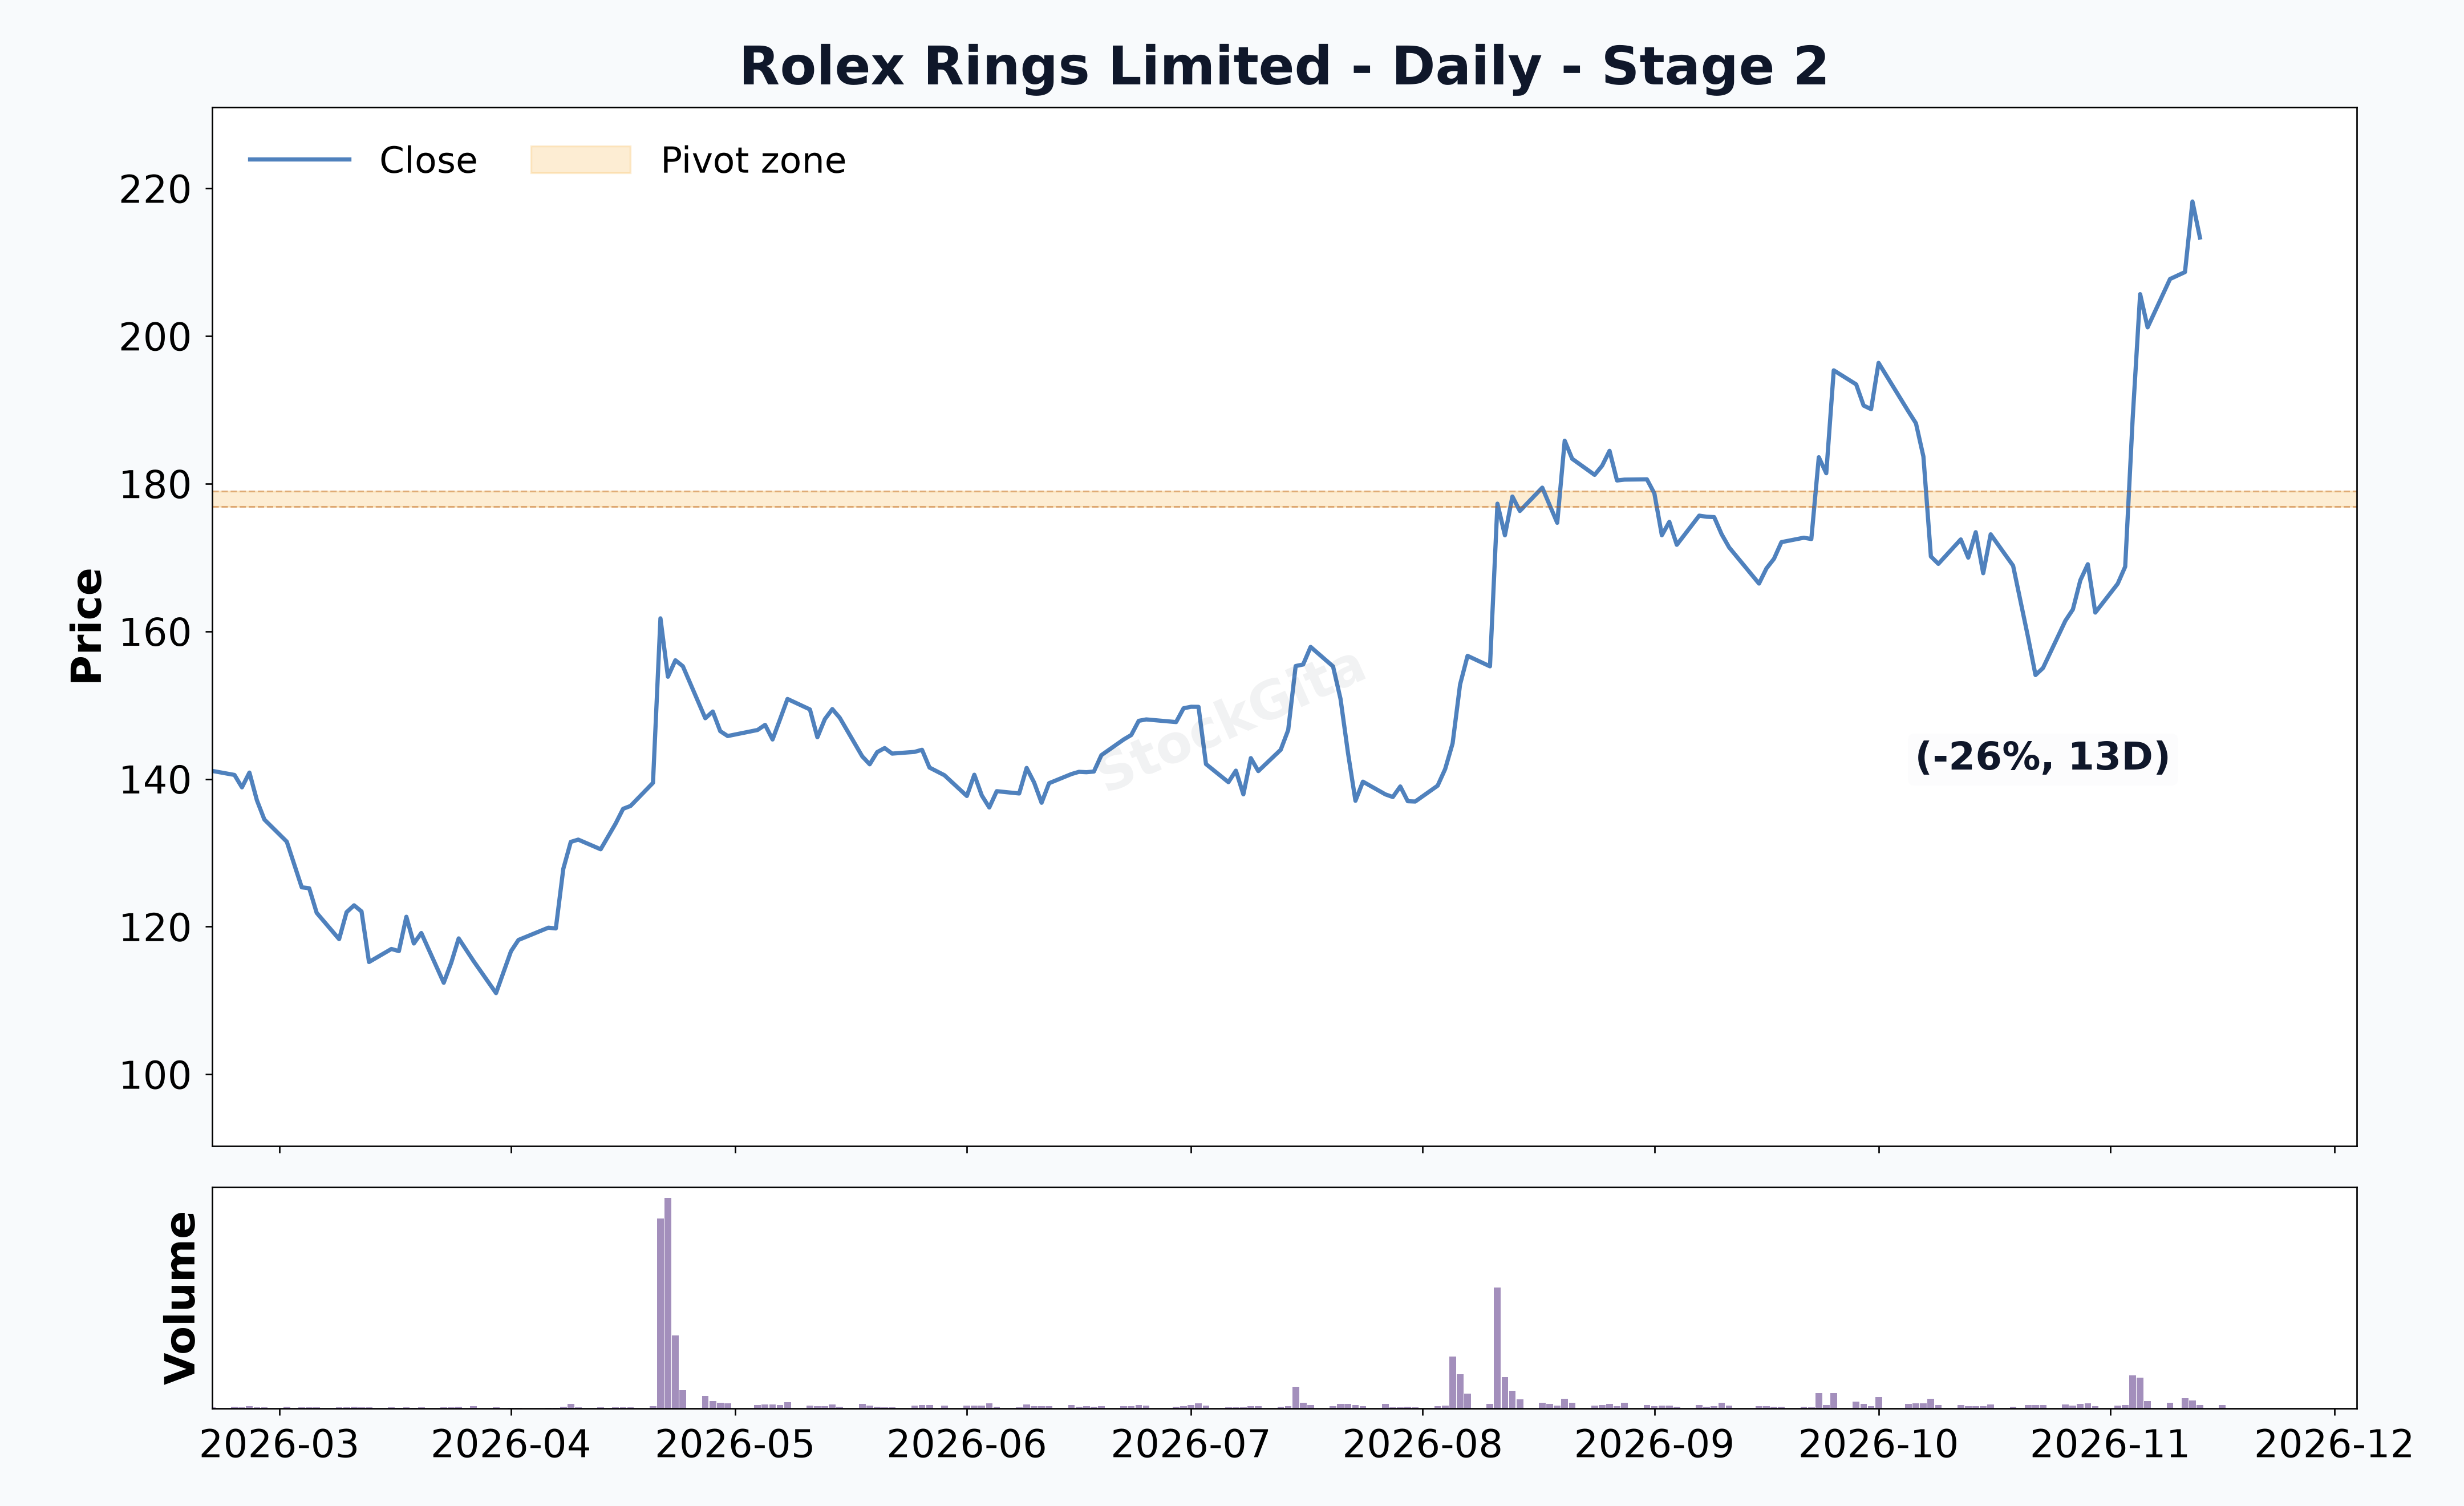 Rolex Rings Limited - Daily - Stage 2
Close
Pivot zone
Price
220
200
180
160
140
120
100
StockGita
(-26%, 13D)
Volume
2026-03
2026-04
2026-05
2026-06
2026-07
2026-08
2026-09
2026-10
2026-11
2026-12